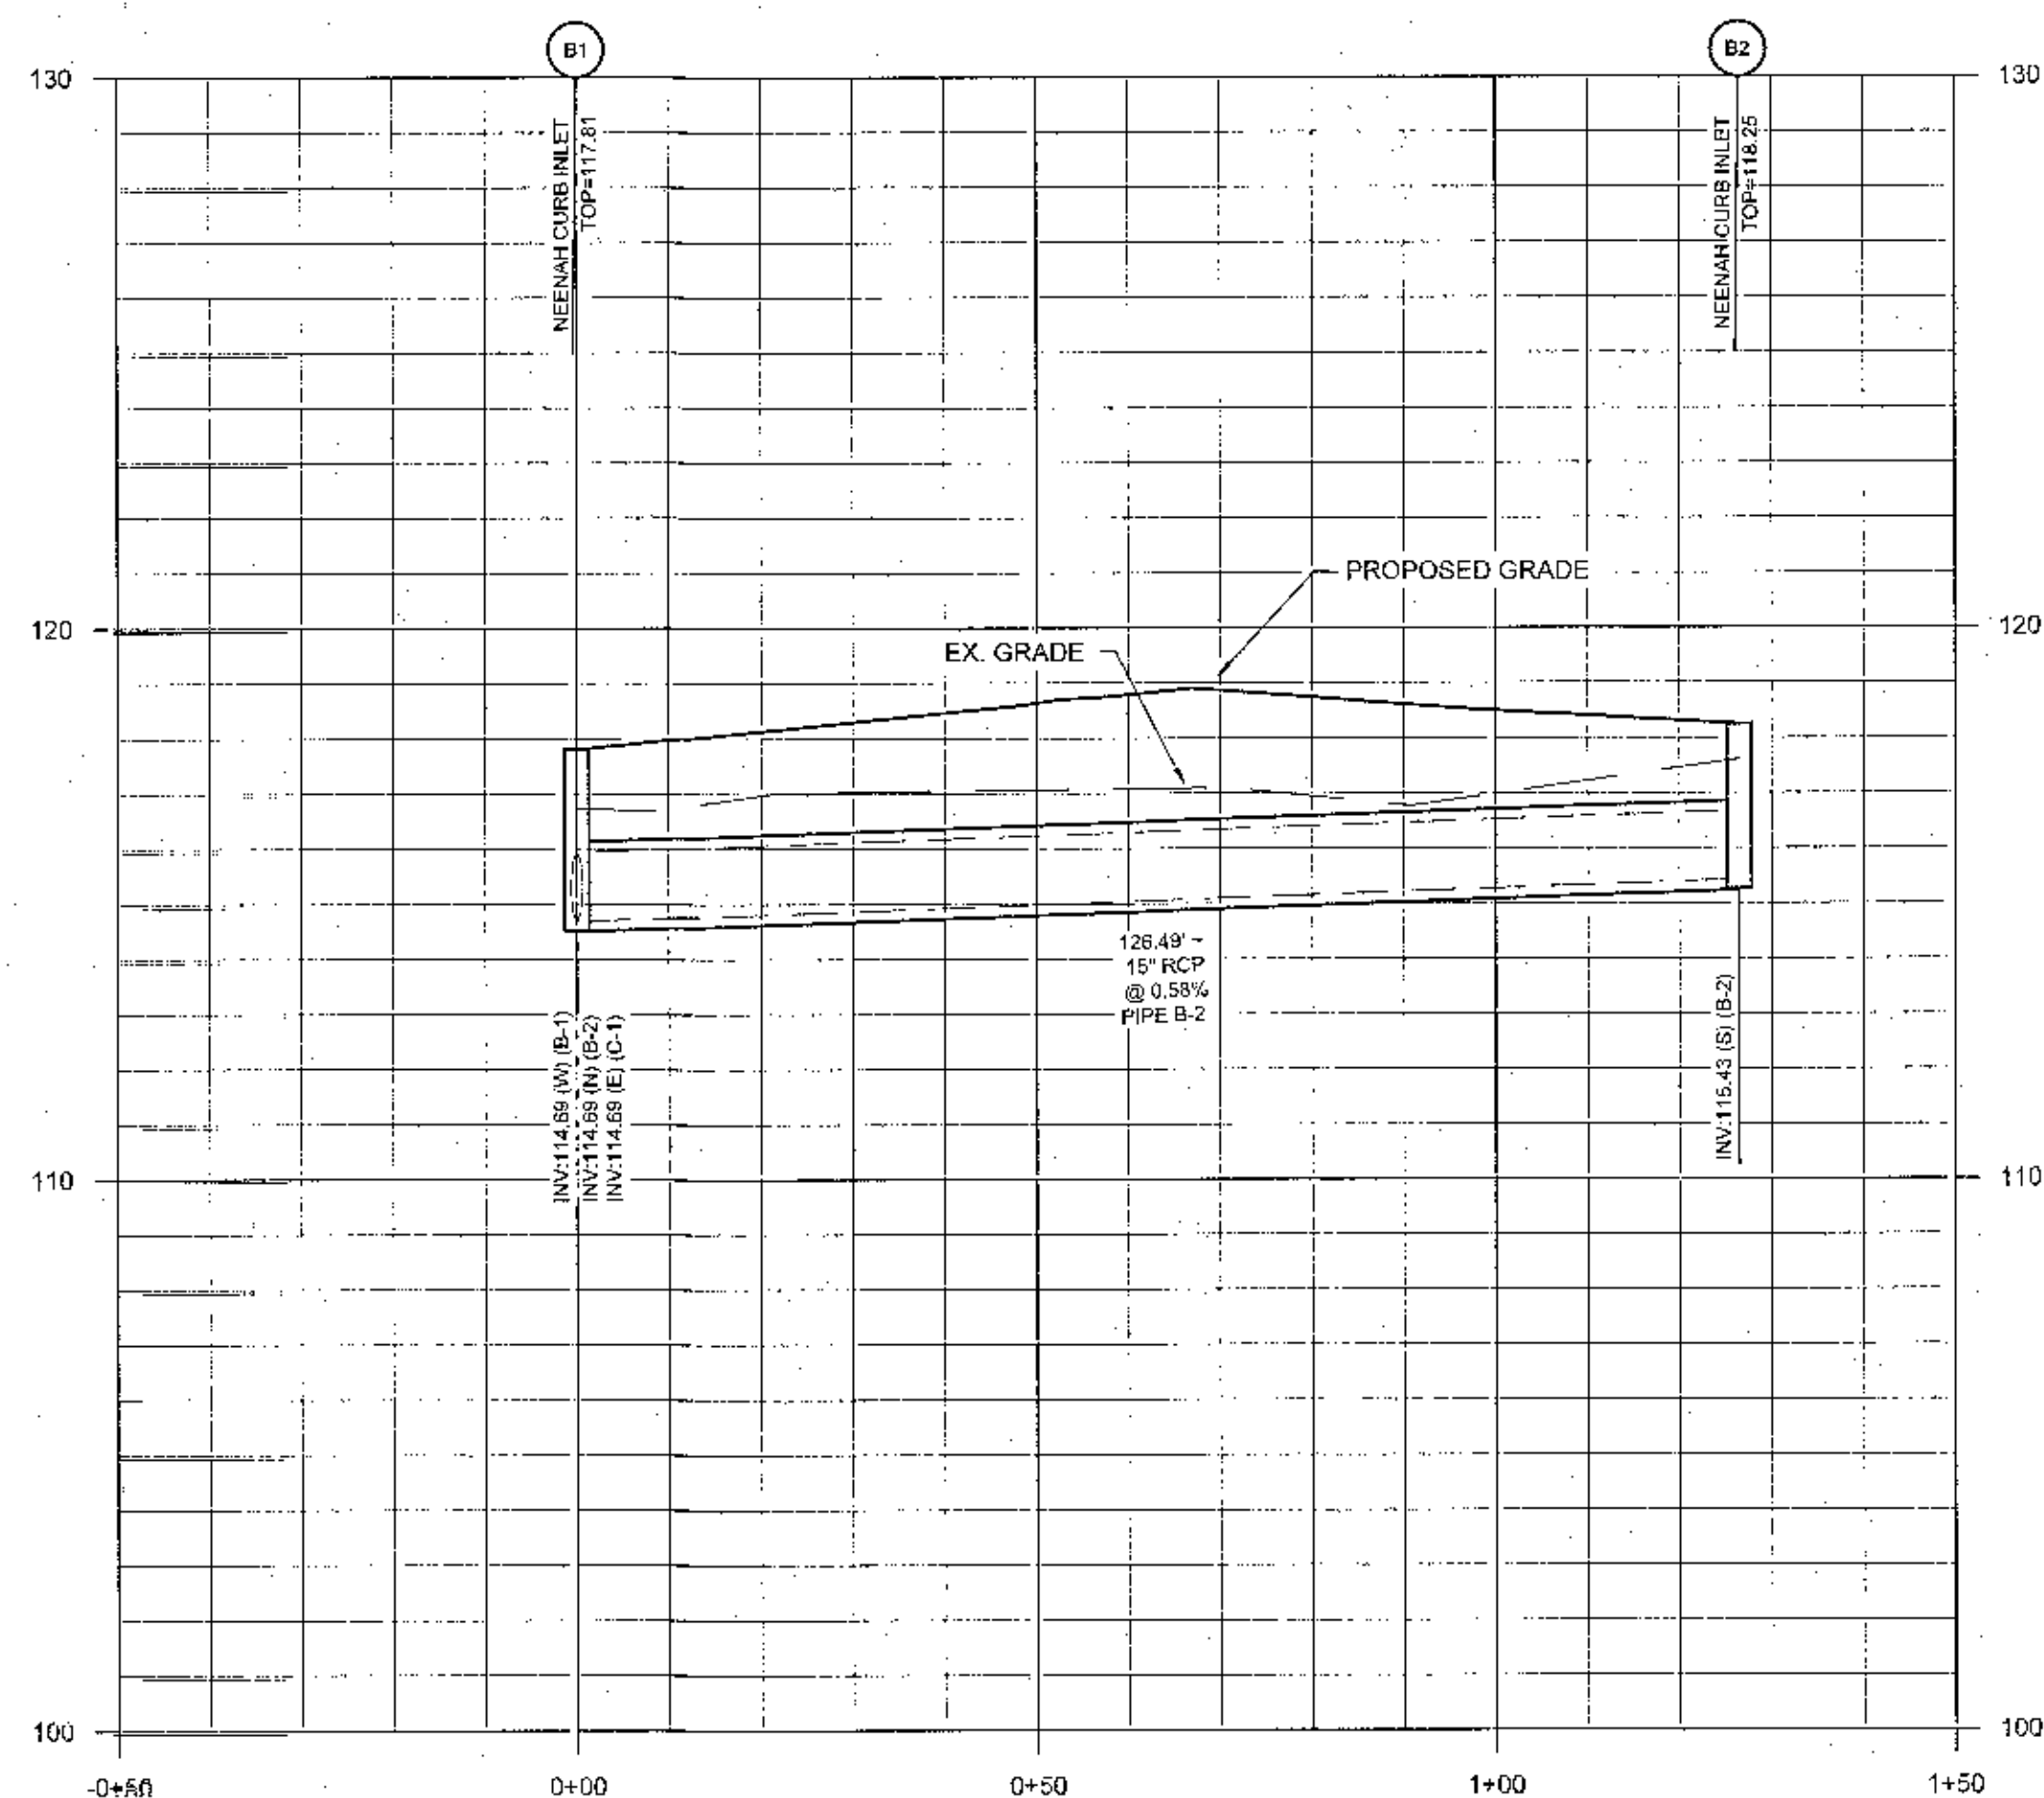 B1
B2
130
130
NEENAH CURB INLET
TOP=117.81
NEENAH CURB INLET
TOP=118.25
PROPOSED GRADE
120
120
EX. GRADE
126.49' ~
15" RCP
@ 0.58%
PIPE B-2
INV:114.69 (W) (B-1)
INV:114.69 (N) (B-2)
INV:114.69 (E) (C-1)
INV:115.43 (S) (B-2)
110
110
100
100
-0+50
0+00
0+50
1+00
1+50